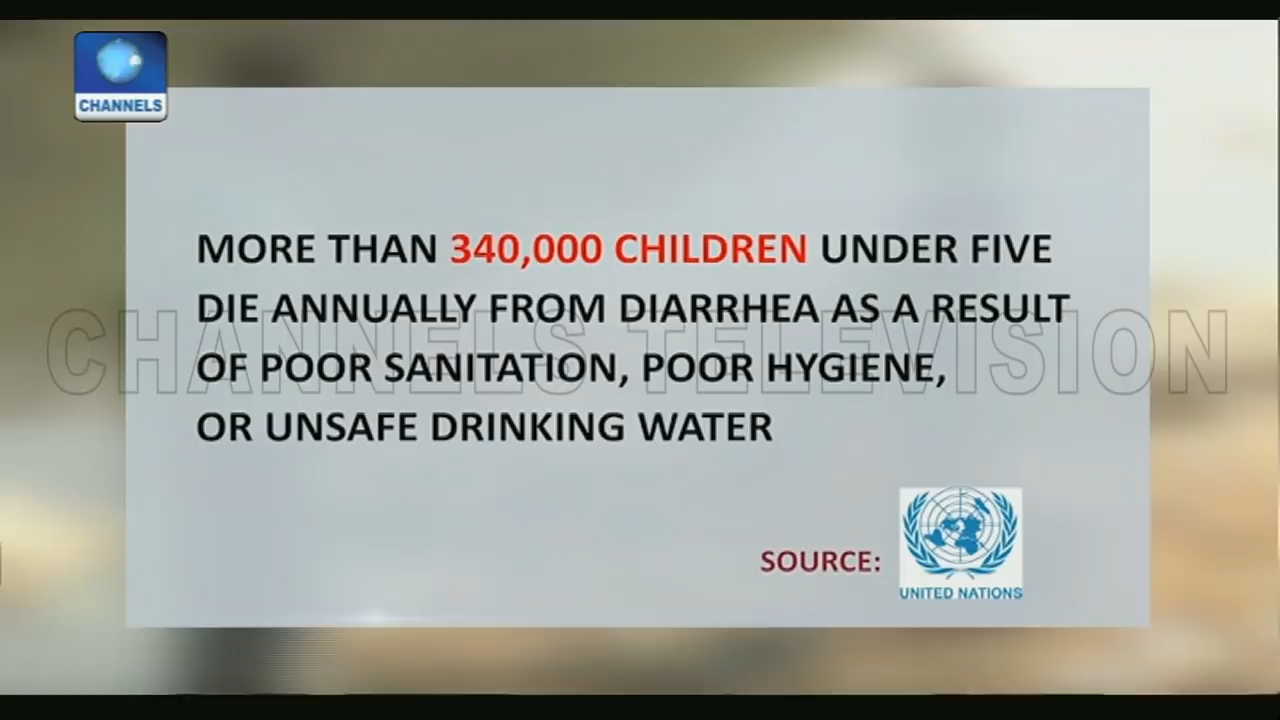 CHANNELS
MORE THAN 340,000 CHILDREN UNDER FIVE
DIE ANNUALLY FROM DIARRHEA AS A RESULT
CHANNELS TELEVISION
OF POOR SANITATION, POOR HYGIENE,
OR UNSAFE DRINKING WATER
SOURCE:
UNITED NATIONS